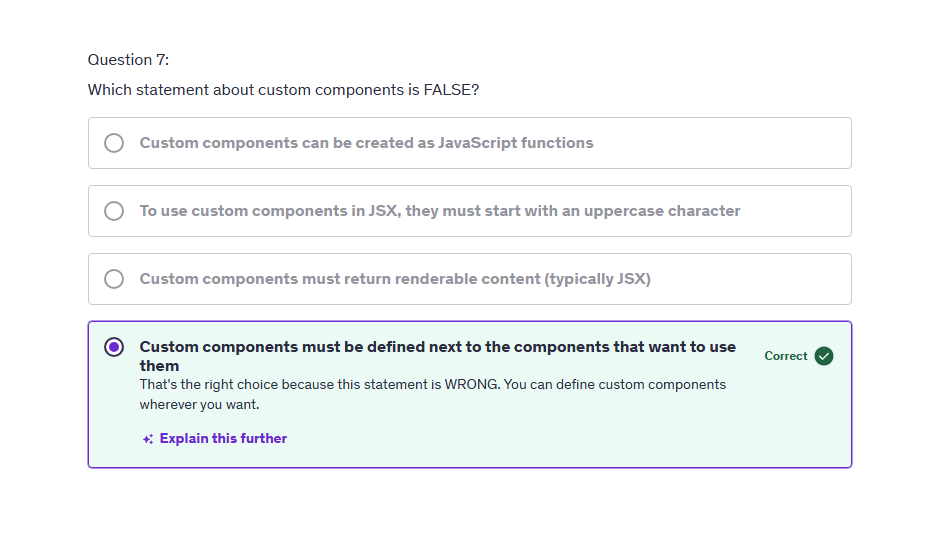 Question 7:
Which statement about custom components is FALSE?
Custom components can be created as JavaScript functions
To use custom components in JSX, they must start with an uppercase character
Custom components must return renderable content (typically JSX)
Custom components must be defined next to the components that want to use
them
Correct
That's the right choice because this statement is WRONG. You can define custom components
wherever you want.
Explain this further